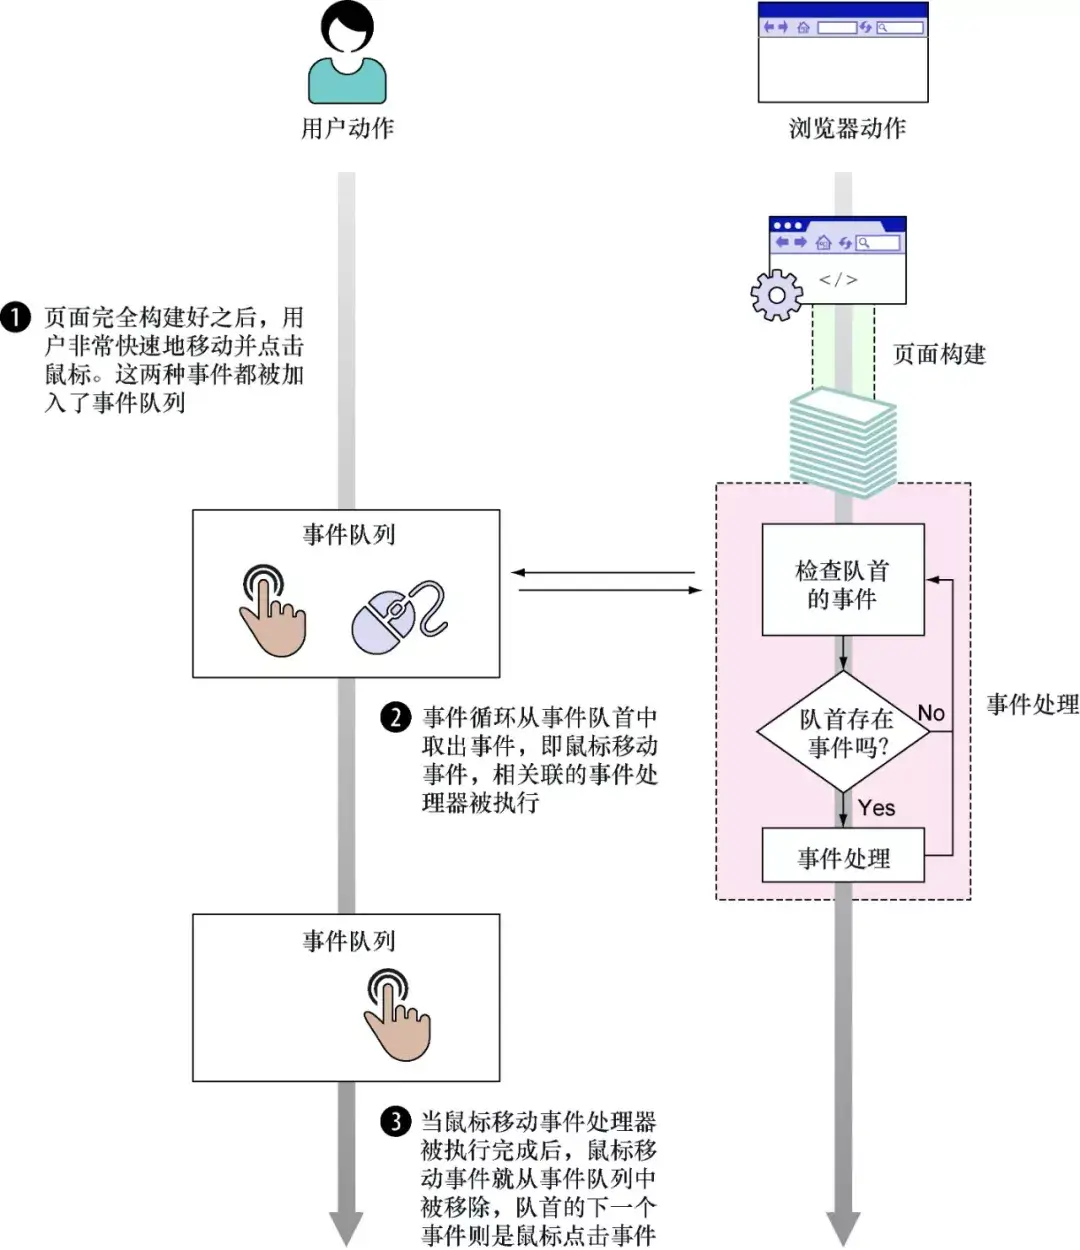 用户动作
浏览器动作
</>
❶ 页面完全构建好之后，用
户非常快速地移动并点击
鼠标。这两种事件都被加
入了事件队列
页面构建
事件队列
检查队首
的事件
队首存在
事件吗？
No
Yes
事件处理
事件处理
❷ 事件循环从事件队首中
取出事件，即鼠标移动
事件，相关联的事件处
理器被执行
事件队列
❸ 当鼠标移动事件处理器
被执行完成后，鼠标移
动事件就从事件队列中
被移除，队首的下一个
事件则是鼠标点击事件